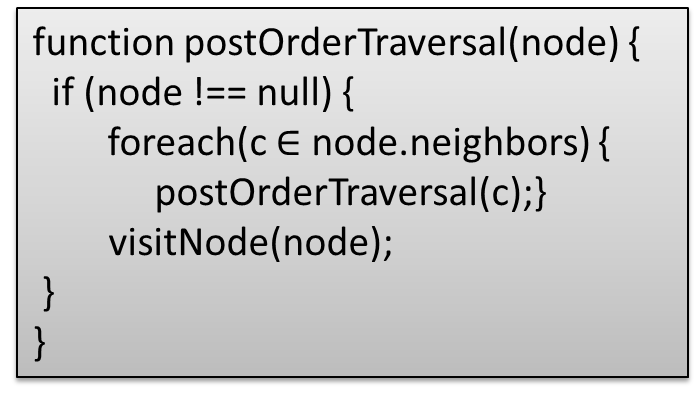 function postOrderTraversal(node) {
if (node !== null) {
foreach(c ∈ node.neighbors) {
postOrderTraversal(c);}
visitNode(node);
}
}